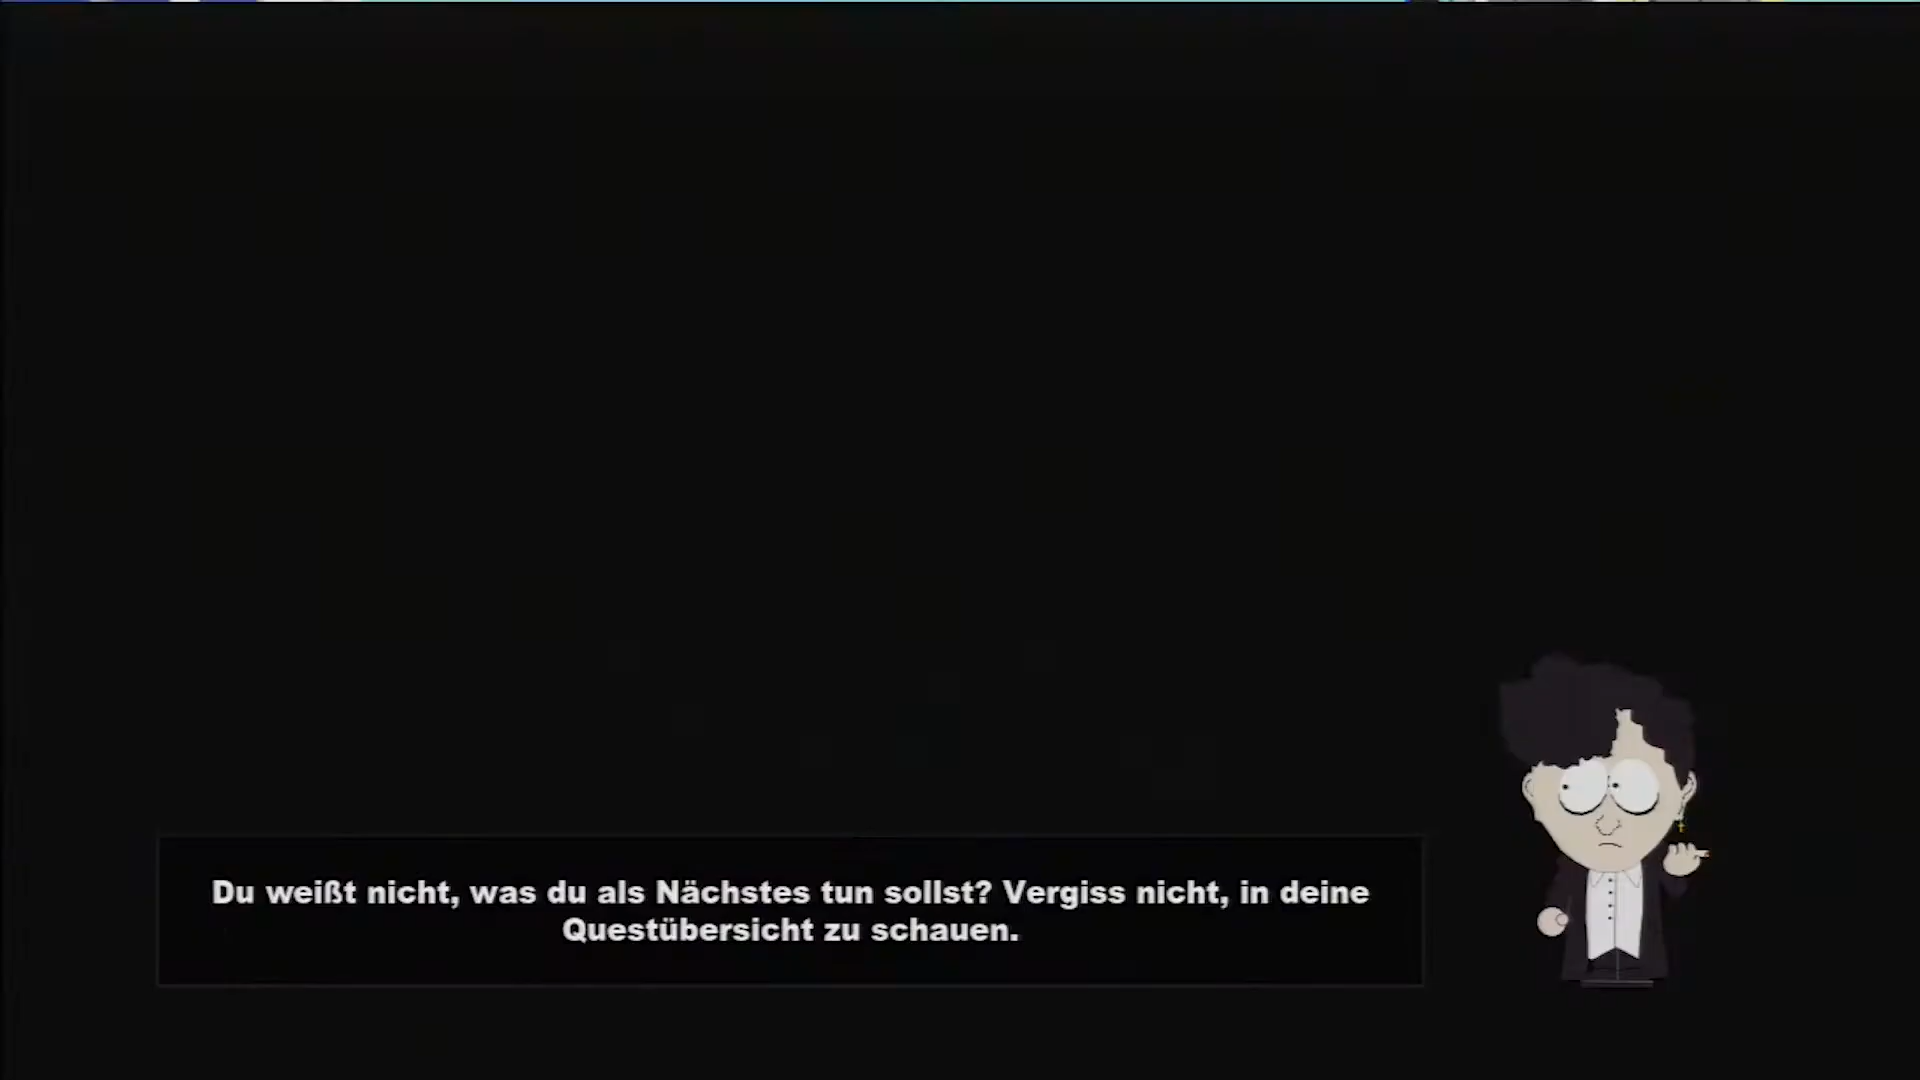 Du weißt nicht, was du als Nächstes tun sollst? Vergiss nicht, in deine
Questübersicht zu schauen.